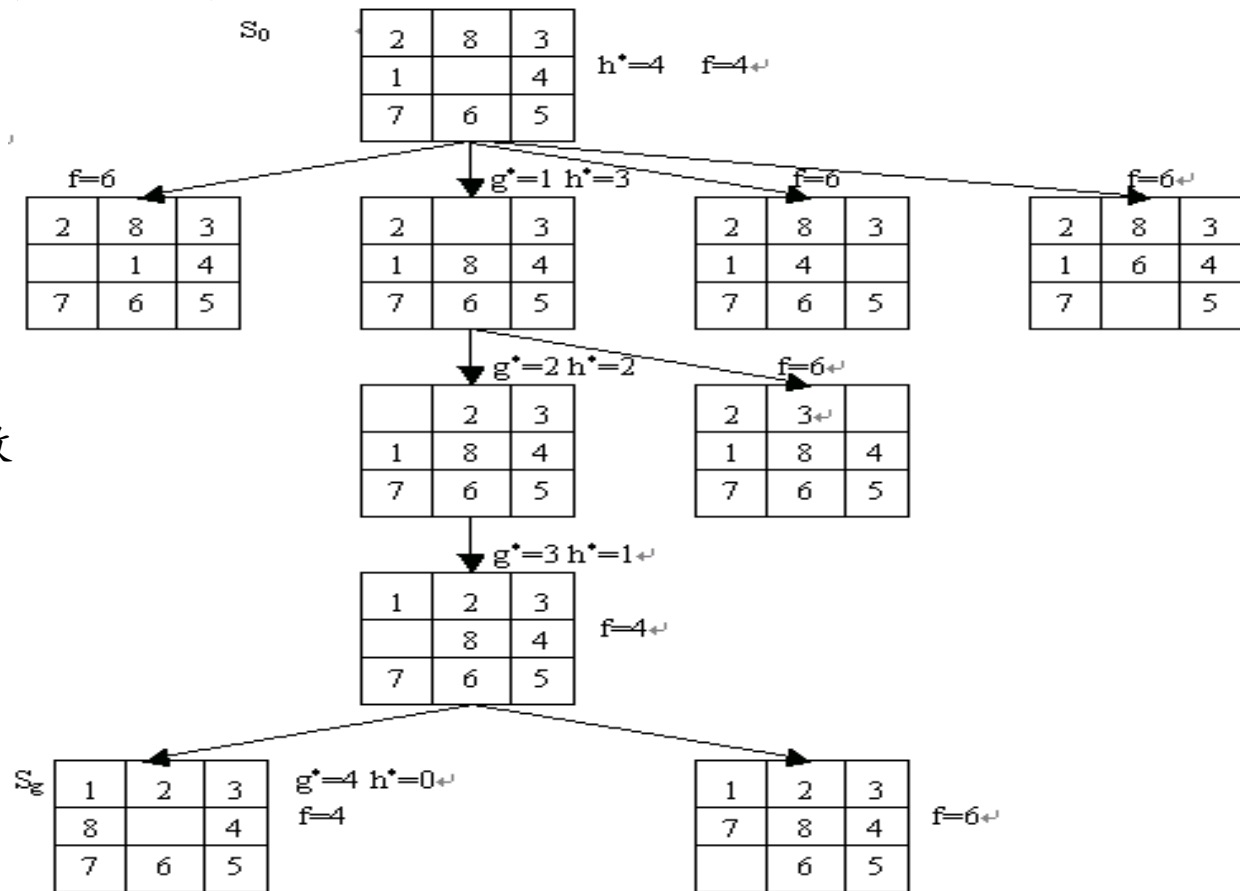 S₀
2 8 3
1 4
7 6 5
h*=4 f=4↵
f=6
g*=1 h*=3
f=6
f=6↵
2 8 3
1 4
7 6 5
2 3
1 8 4
7 6 5
2 8 3
1 4
7 6 5
2 8 3
1 6 4
7 5
g*=2 h*=2
f=6↵
2 3
1 8 4
7 6 5
2 3↵
1 8 4
7 6 5
g*=3 h*=1↵
1 2 3
8 4
7 6 5
f=4↵
Sg
1 2 3
8 4
7 6 5
g*=4 h*=0↵
f=4
1 2 3
7 8 4
6 5
f=6↵